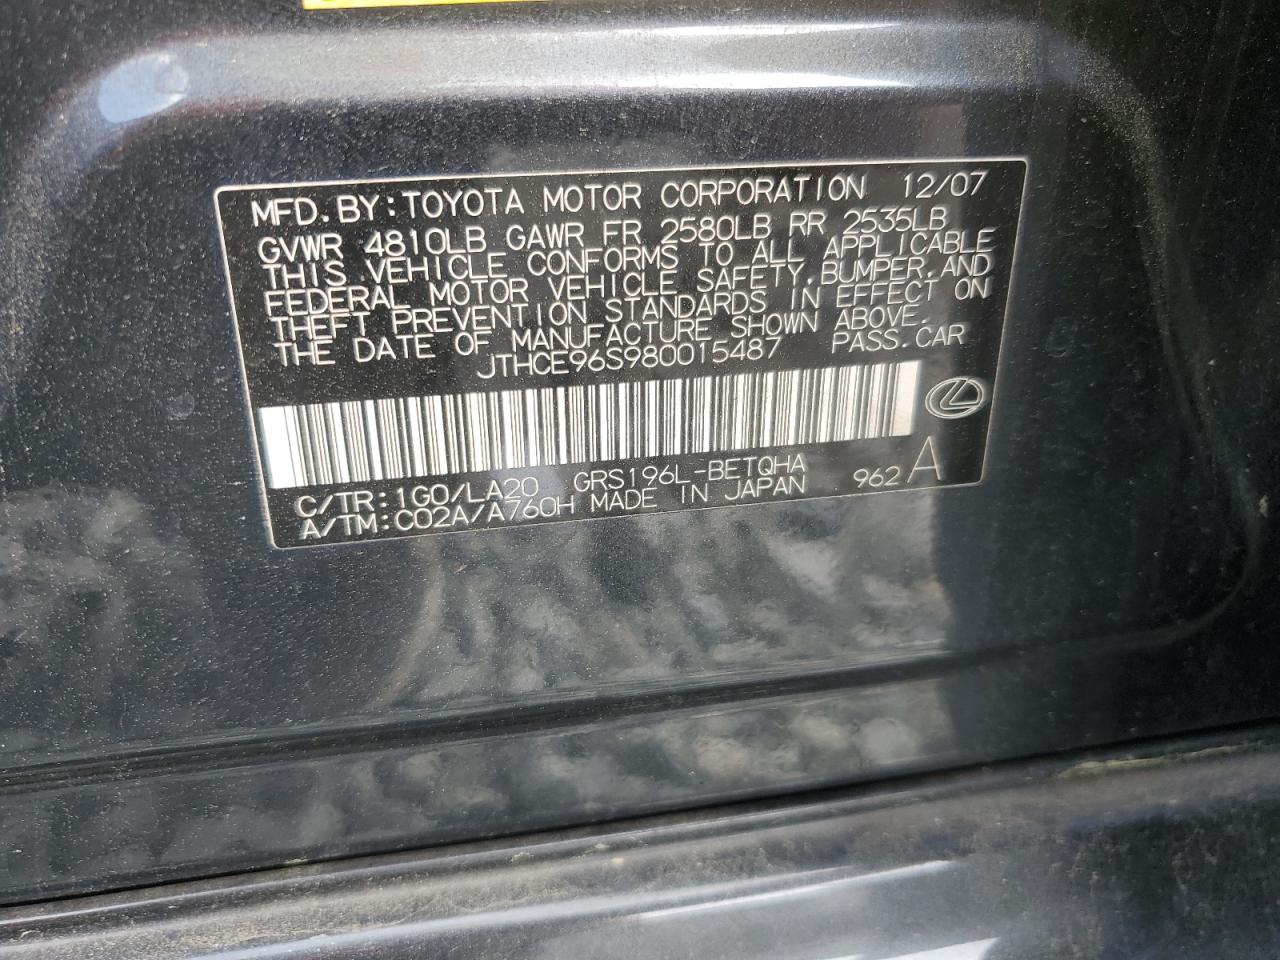 MFD.BY:TOYOTA MOTOR CORPORATION 12/07
GVWR 4810LB GAWR FR 2580LB RR 2535LB
THIS VEHICLE CONFORMS TO ALL APPLICABLE
FEDERAL MOTOR VEHICLE SAFETY,BUMPER,AND
THEFT PREVENTION STANDARDS IN EFFECT ON
THE DATE OF MANUFACTURE SHOWN ABOVE.
JTHCE96S980015487 PASS.CAR
C/TR:1G0/LA20 GRS196L-BETQHA 962 A
A/TM:C02A/A760H MADE IN JAPAN